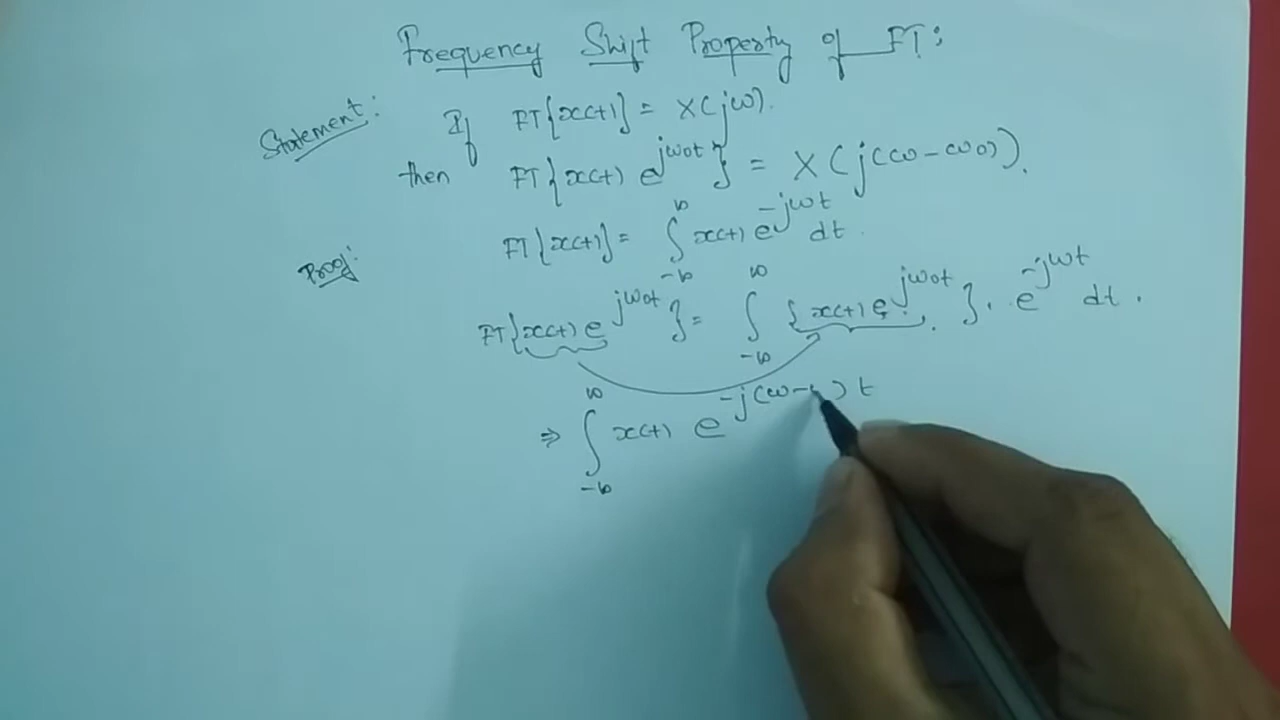 Frequency Shift Property of FT:
Statement: If FT{x(t)} = X(jω).
then FT{x(t) e^{jω0t}} = X(j(ω-ω0)).
Proof: FT{x(t)} = ∫_{-∞}^{∞} x(t) e^{-jωt} dt.
FT{x(t) e^{jω0t}} = ∫_{-∞}^{∞} {x(t) e^{jω0t}}. e^{-jωt} dt.
⇒ ∫_{-∞}^{∞} x(t) e^{-j(ω- )t}